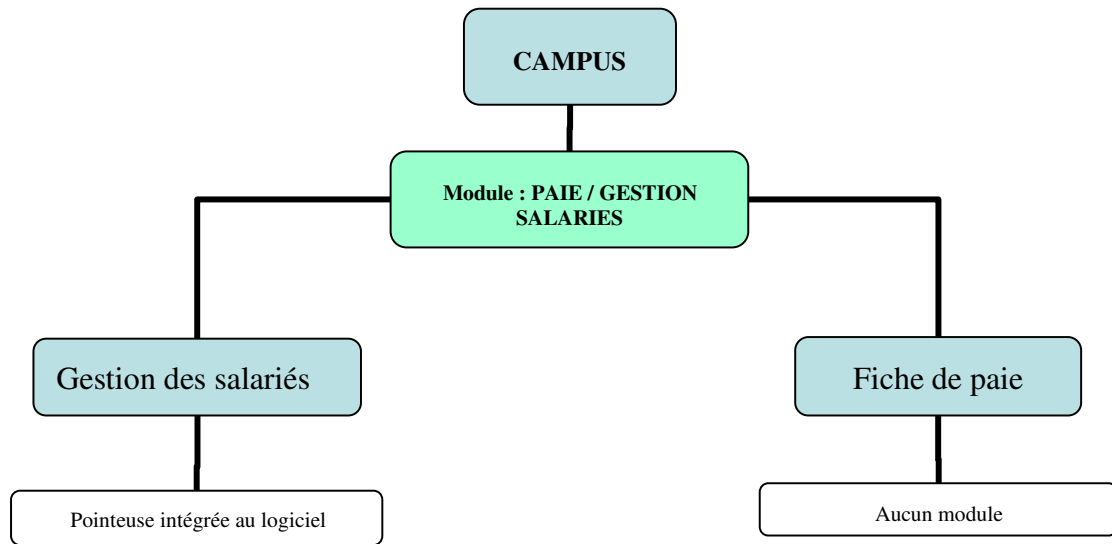 CAMPUS
Module : PAIE / GESTION
SALARIES
Gestion des salariés
Fiche de paie
Pointeuse intégrée au logiciel
Aucun module